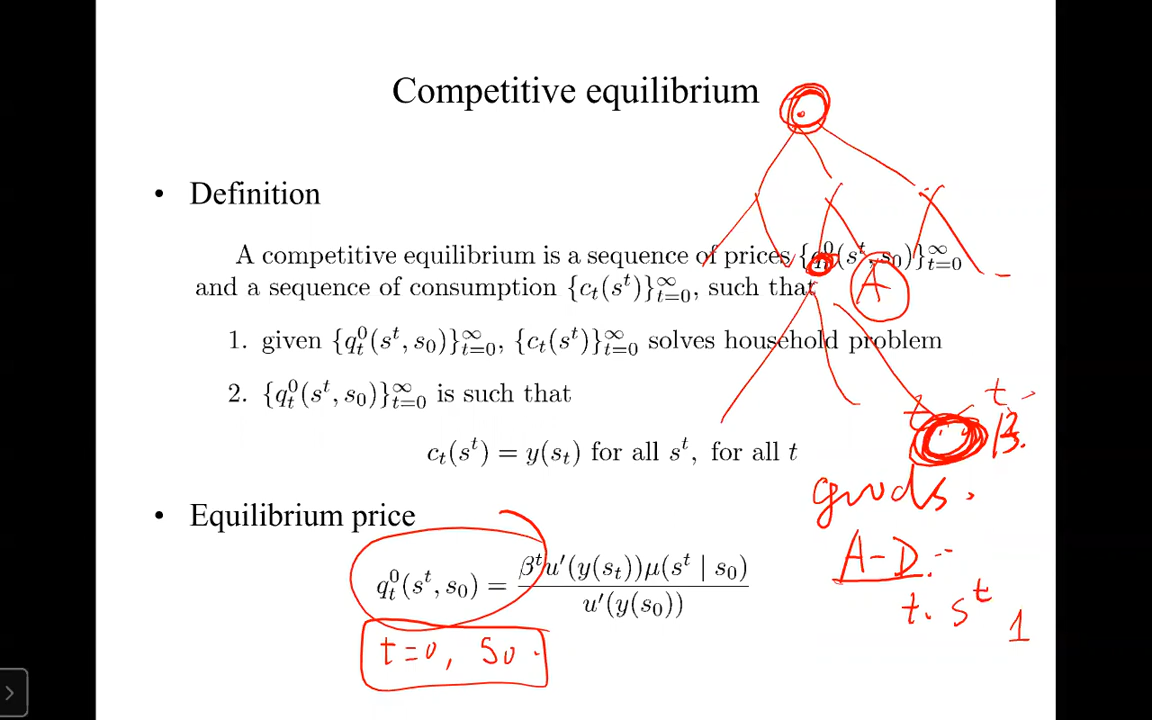 Competitive equilibrium
• Definition
A competitive equilibrium is a sequence of prices {q_t^0(s^t, s_0)}_{t=0}^∞
and a sequence of consumption {c_t(s^t)}_{t=0}^∞, such that
A
1. given {q_t^0(s^t, s_0)}_{t=0}^∞, {c_t(s^t)}_{t=0}^∞ solves household problem
2. {q_t^0(s^t, s_0)}_{t=0}^∞ is such that
t
t
B.
c_t(s^t) = y(s_t) for all s^t, for all t
goods.
• Equilibrium price
q_t^0(s^t, s_0) = β^t u′(y(s_t))μ(s^t | s_0) / u′(y(s_0))
A-D.
t. s^t 1
t=0, S0.